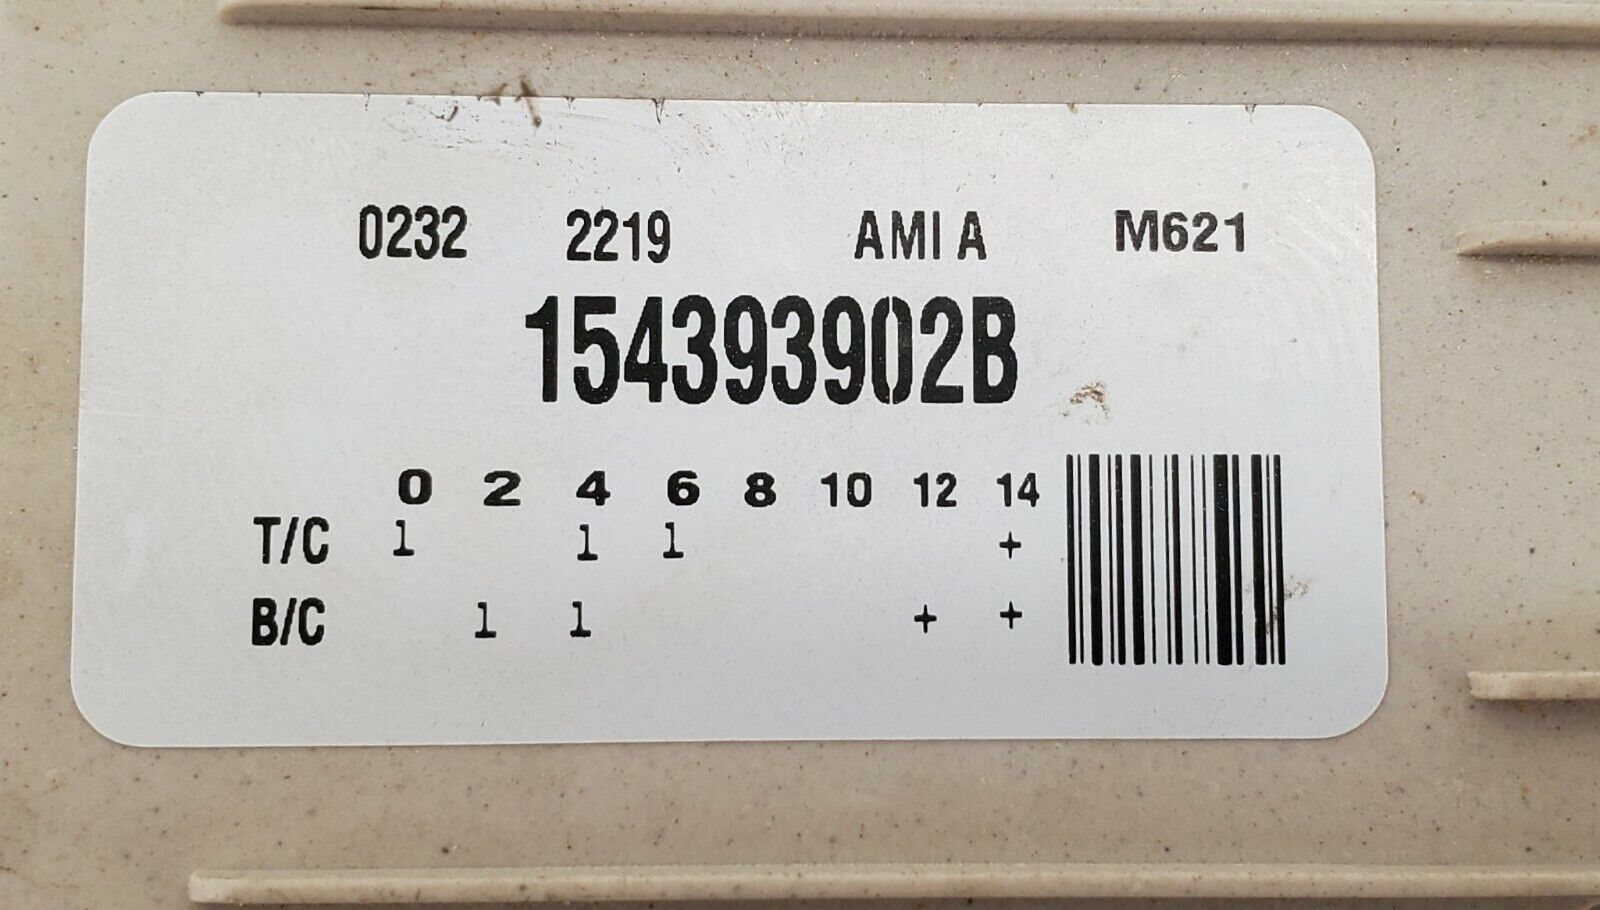 0232 2219 AMI A M621
154393902B
0 2 4 6 8 10 12 14
T/C 1 1 1 +
B/C 1 1 + +